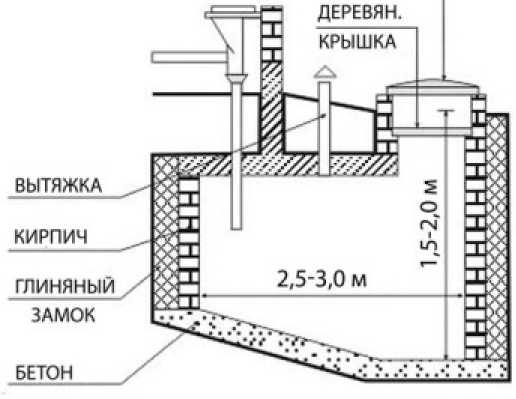 ДЕРЕВЯН.
КРЫШКА
ВЫТЯЖКА
КИРПИЧ
ГЛИНЯНЫЙ
ЗАМОК
БЕТОН
2,5-3,0 м
1,5-2,0 м